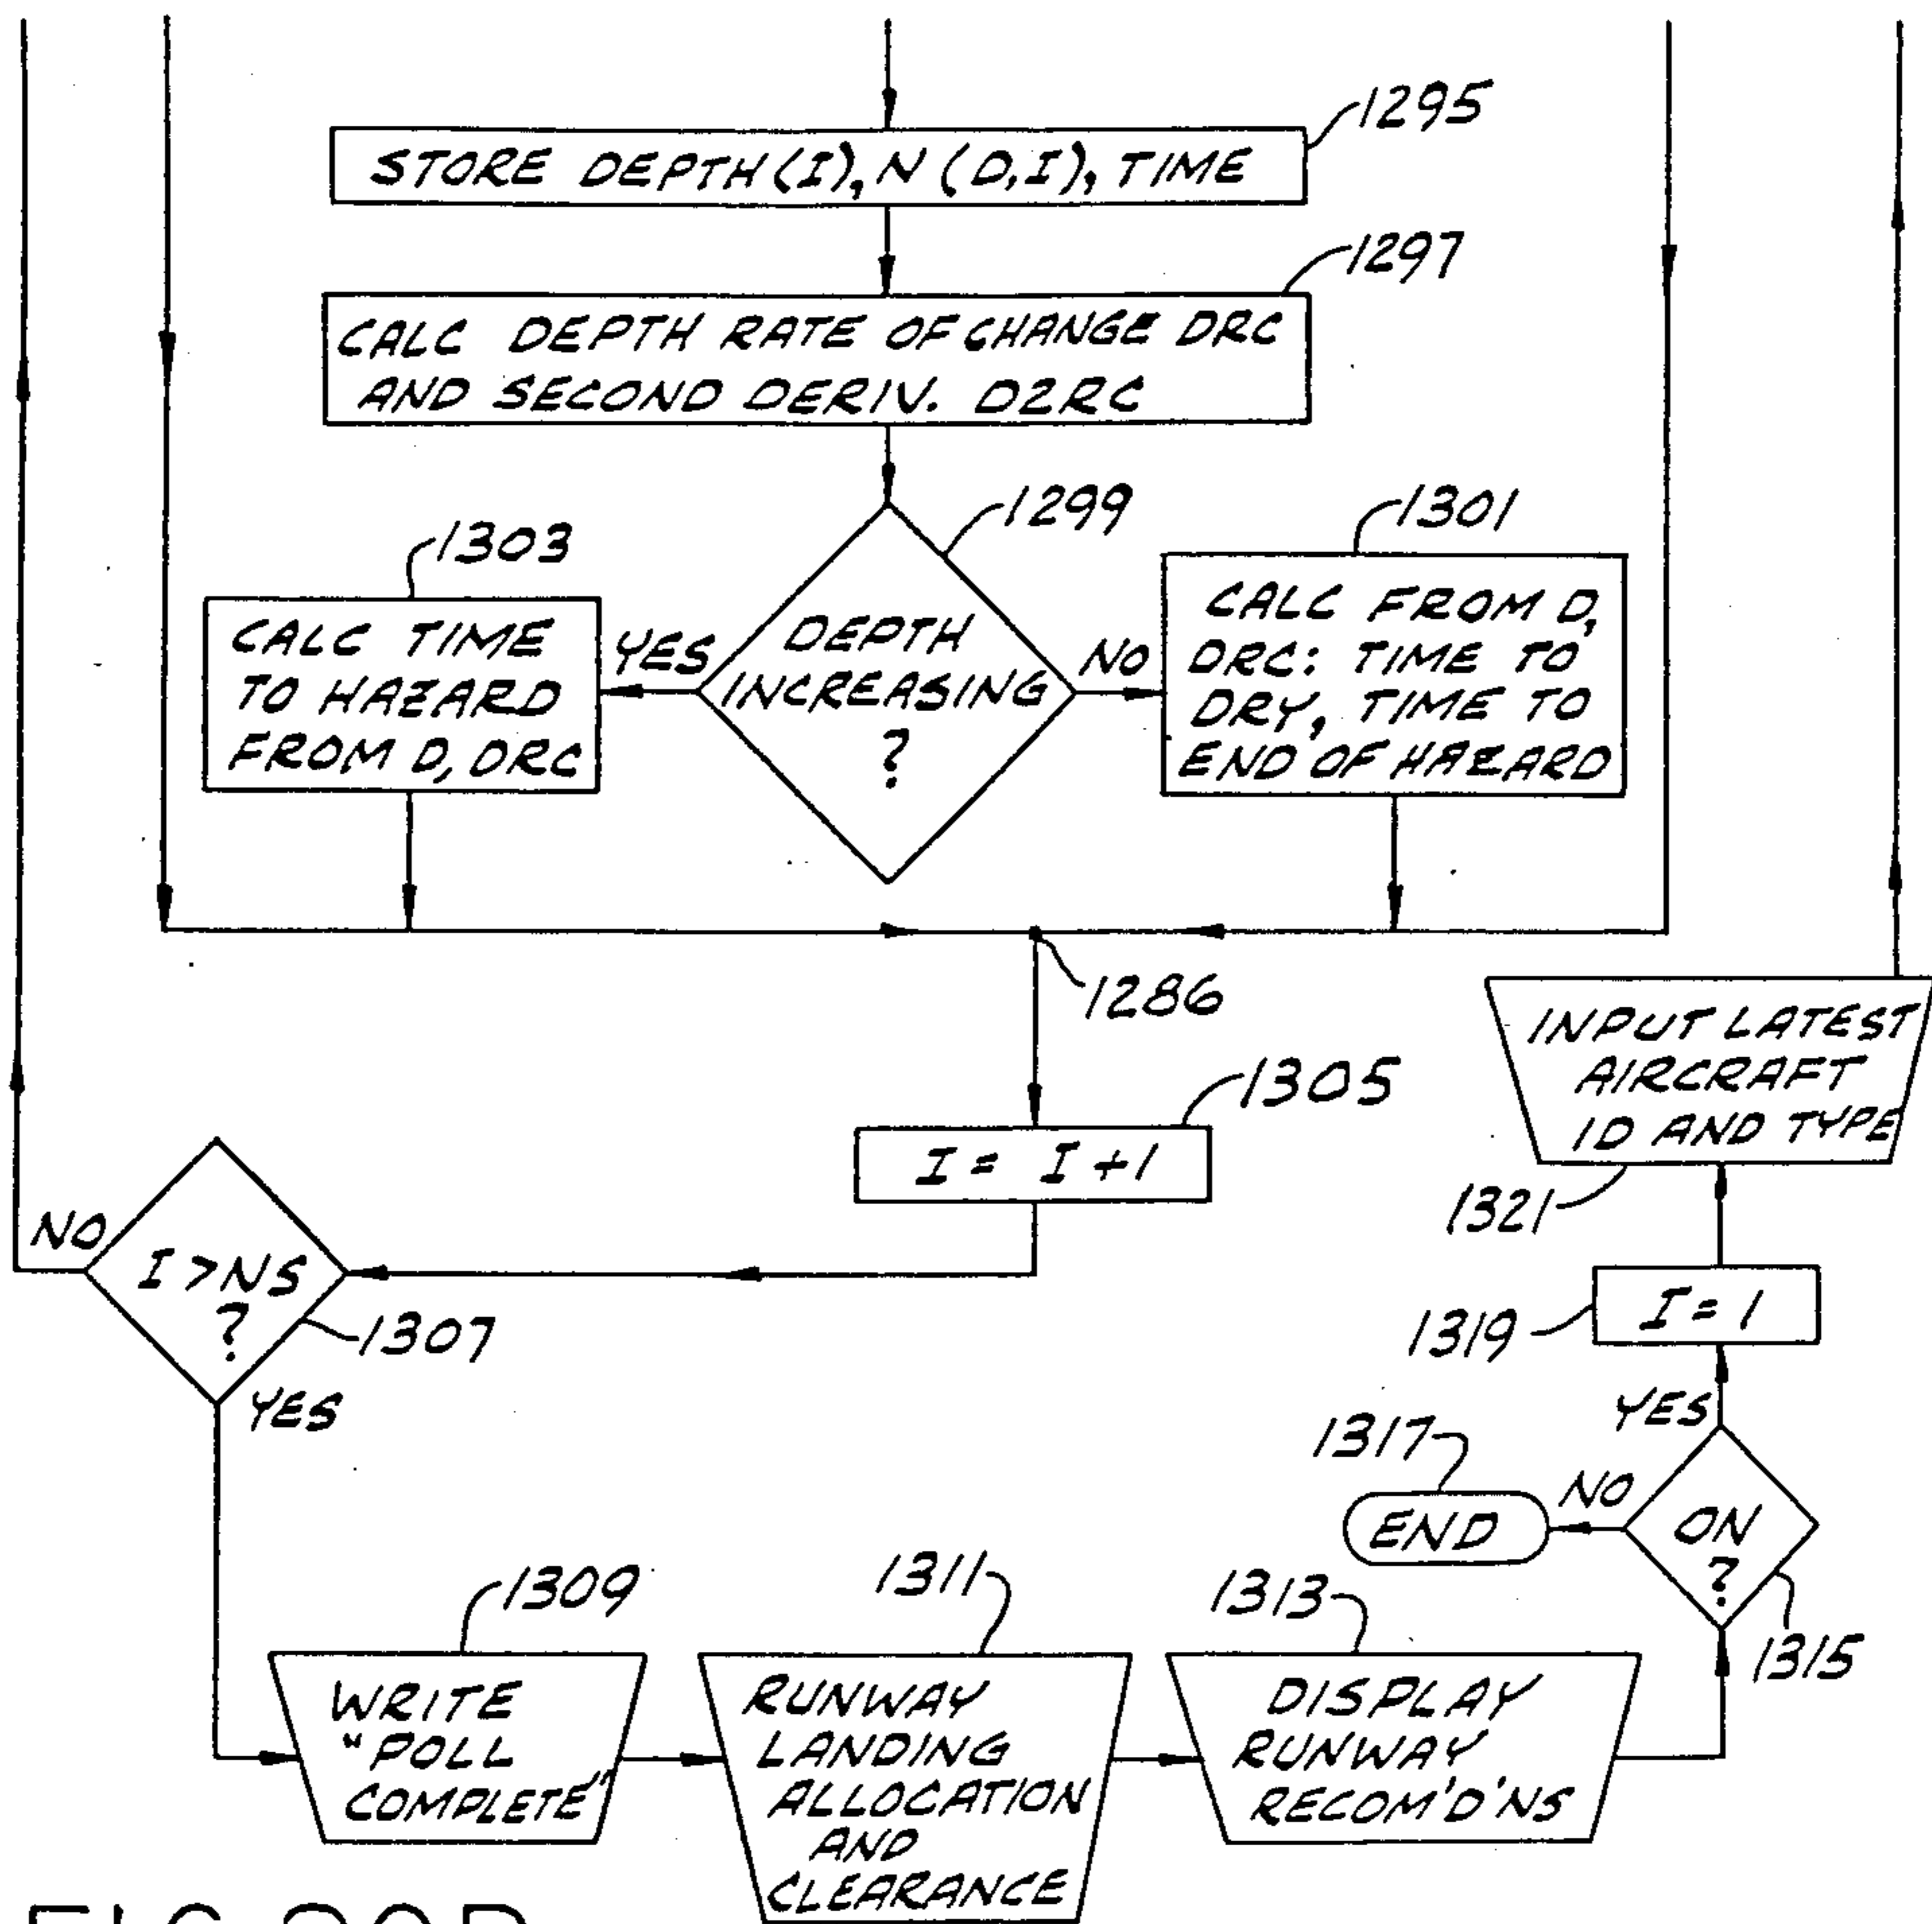 1295
STORE DEPTH(I), N(D,I), TIME
1297
CALC DEPTH RATE OF CHANGE DRC
AND SECOND DERIV. D2RC
1299
1301
1303
DEPTH
INCREASING
?
YES
NO
CALC TIME
TO HAZARD
FROM D, DRC
CALC FROM D,
DRC: TIME TO
DRY, TIME TO
END OF HAZARD
1286
INPUT LATEST
AIRCRAFT
ID AND TYPE
1305
I = I + 1
1321
NO
I > NS
?
1307
YES
1319
I = 1
YES
1317
END
NO
ON
?
1315
1309
1311
1313
WRITE
"POLL
COMPLETE"
RUNWAY
LANDING
ALLOCATION
AND
CLEARANCE
DISPLAY
RUNWAY
RECOM'D'NS